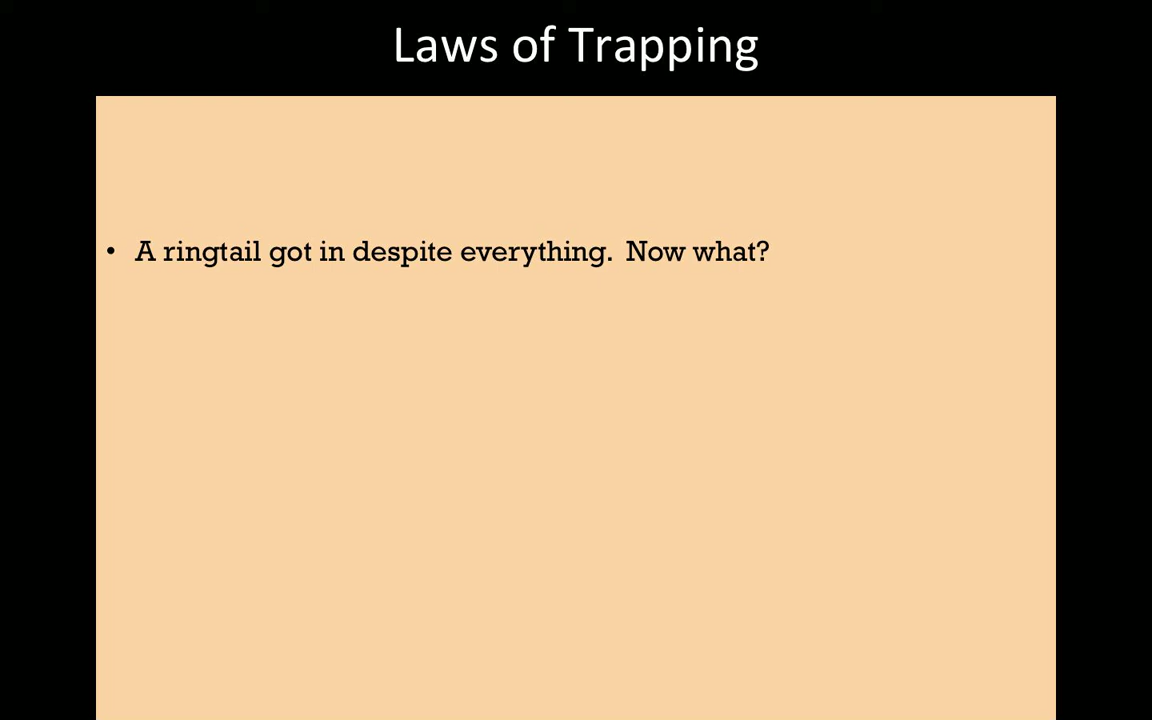 Laws of Trapping
• A ringtail got in despite everything.  Now what?